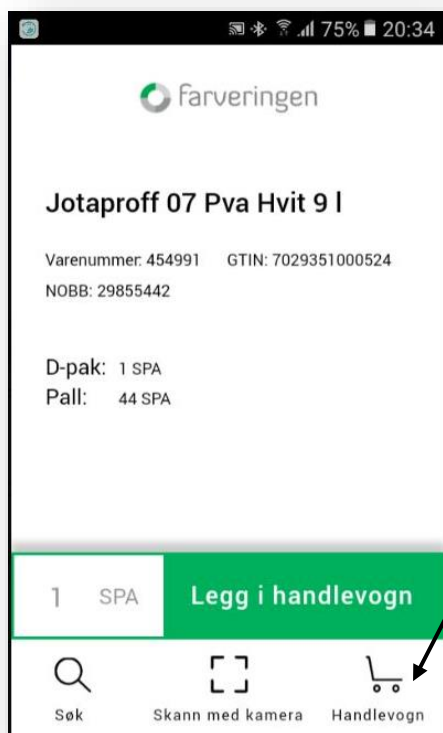 75% 20:34
farveringen
Jotaproff 07 Pva Hvit 9 l
Varenummer: 454991 GTIN: 7029351000524
NOBB: 29855442
D-pak: 1 SPA
Pall: 44 SPA
1 SPA Legg i handlevogn
Søk Skann med kamera Handlevogn